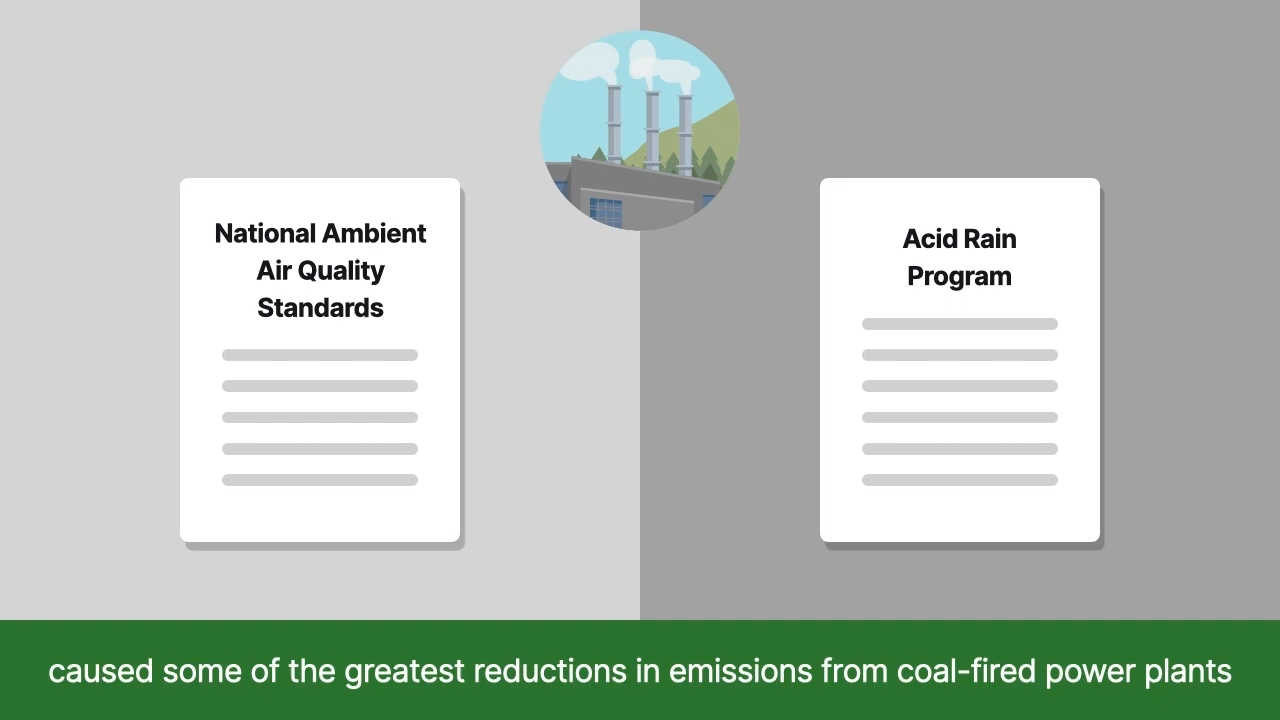 National Ambient
Air Quality
Standards
Acid Rain
Program
caused some of the greatest reductions in emissions from coal-fired power plants